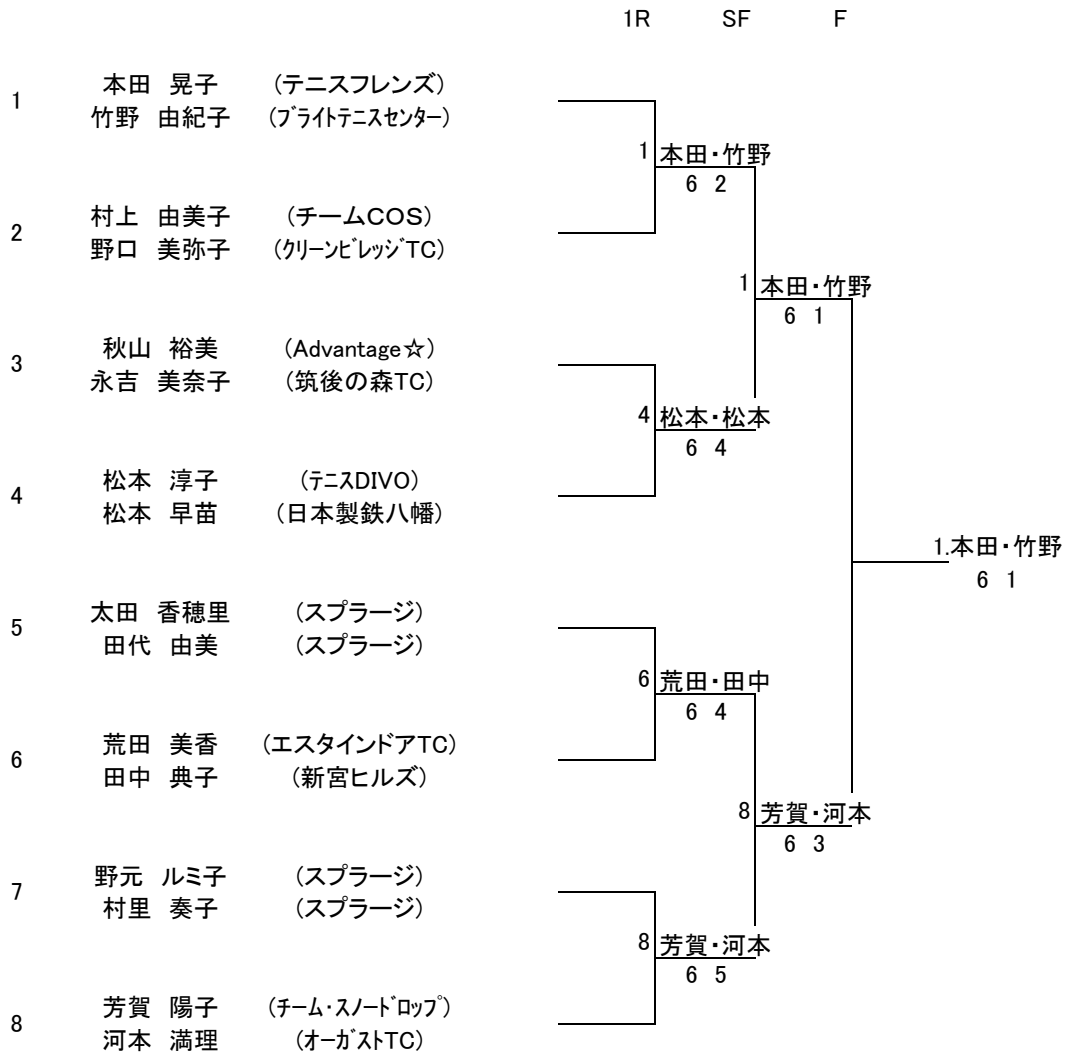 1R SF F
1 本田 晃子 (テニスフレンズ)
竹野 由紀子 (ﾌﾞﾗｲﾄﾃﾆｽｾﾝﾀｰ)
1 本田・竹野
6 2
2 村上 由美子 (チームCOS)
野口 美弥子 (ｸﾘｰﾝﾋﾞﾚｯｼﾞTC)
1 本田・竹野
6 1
3 秋山 裕美 (Advantage☆)
永吉 美奈子 (筑後の森TC)
4 松本・松本
6 4
4 松本 淳子 (ﾃﾆｽDIVO)
松本 早苗 (日本製鉄八幡)
1.本田・竹野
6 1
5 太田 香穂里 (スプラージ)
田代 由美 (スプラージ)
6 荒田・田中
6 4
6 荒田 美香 (エスタインドアTC)
田中 典子 (新宮ヒルズ)
8 芳賀・河本
6 3
7 野元 ルミ子 (スプラージ)
村里 奏子 (スプラージ)
8 芳賀・河本
6 5
8 芳賀 陽子 (ﾁｰﾑ・ｽﾉｰﾄﾞﾛｯﾌﾟ)
河本 満理 (ｵｰｶﾞｽﾄTC)